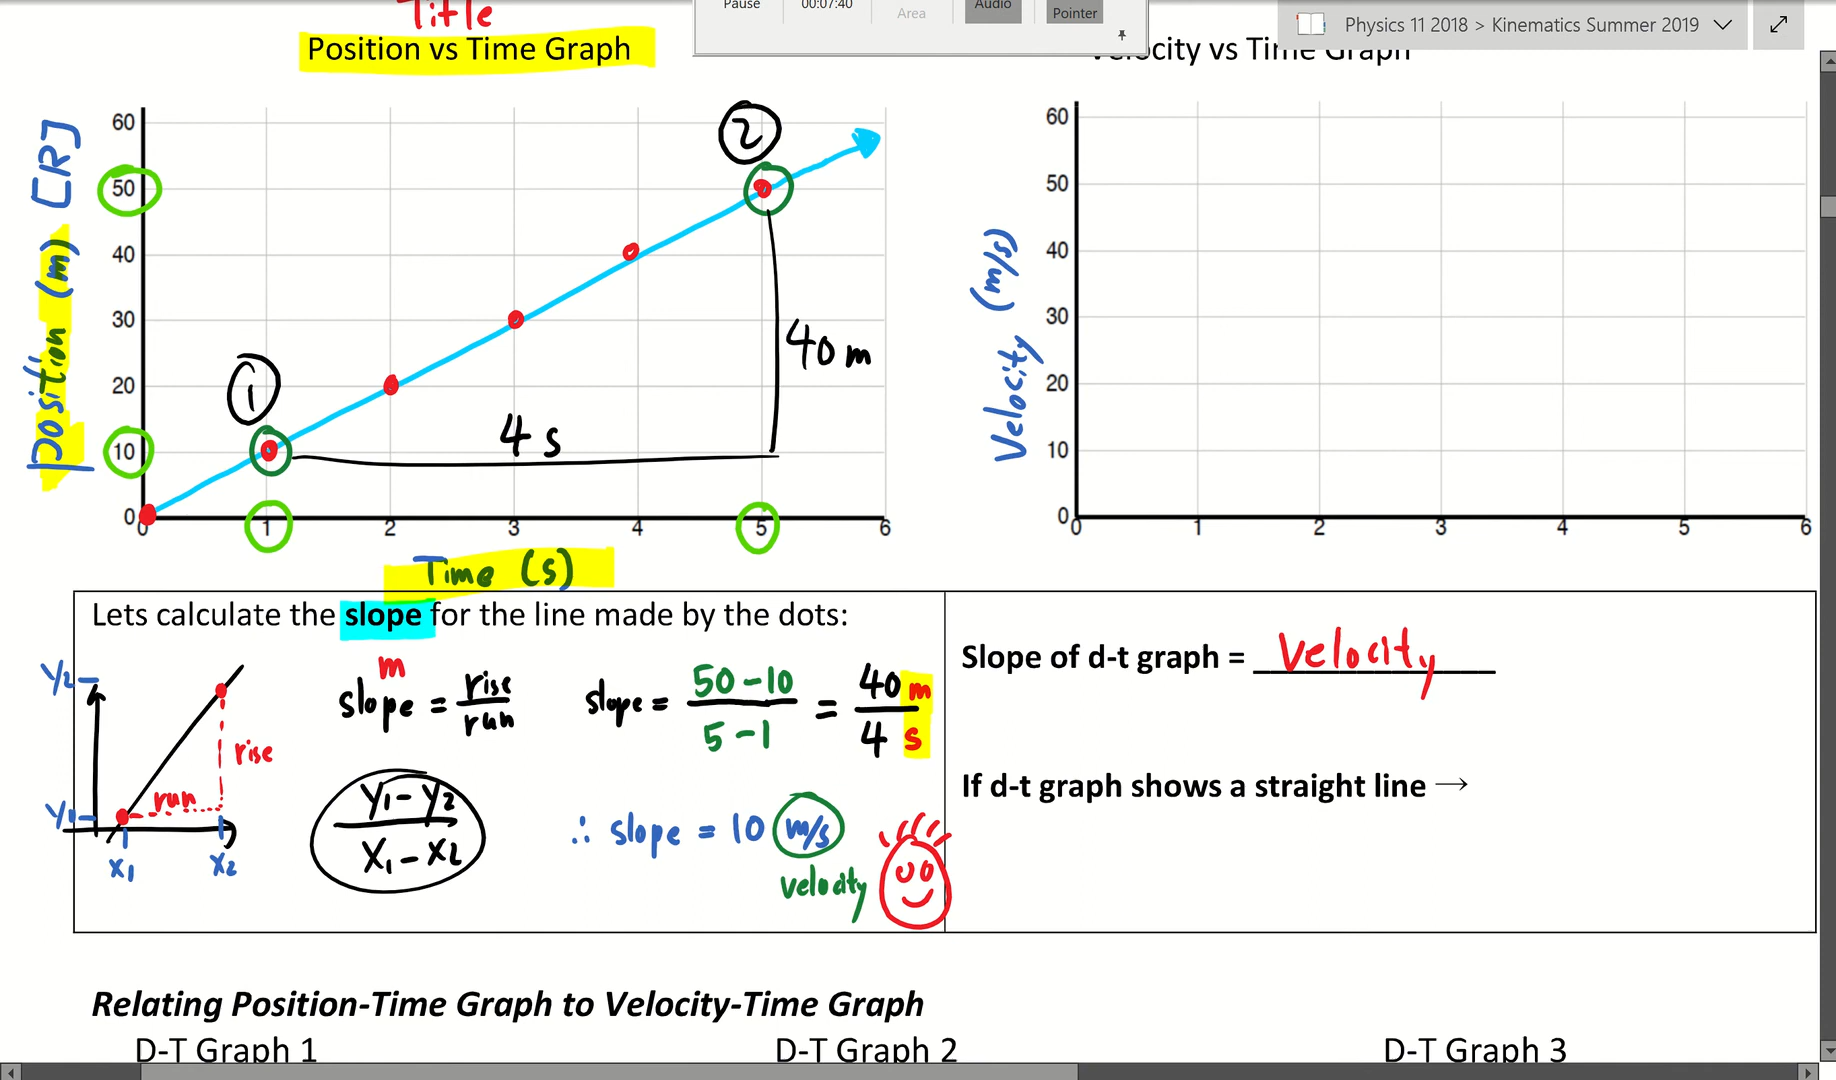 Title
Pause
00:07:40
Area
Audio
Pointer
Physics 11 2018 > Kinematics Summer 2019
Position vs Time Graph
Velocity vs Time Graph
position (m) [R]
60
50
40
30
20
10
0
0 1 2 3 4 5 6
1
2
4 s
40 m
Time (s)
Velocity (m/s)
60
50
40
30
20
10
0
0 1 2 3 4 5 6
Lets calculate the slope for the line made by the dots:
m
slope = rise
run
slope = 50 - 10
5 - 1
= 40 m
4 s
Y2
Y1
rise
run
X1
X2
Y1 - Y2
X1 - X2
∴ slope = 10 m/s
velocity
Slope of d-t graph = Velocity
If d-t graph shows a straight line →
Relating Position-Time Graph to Velocity-Time Graph
D-T Graph 1
D-T Graph 2
D-T Graph 3